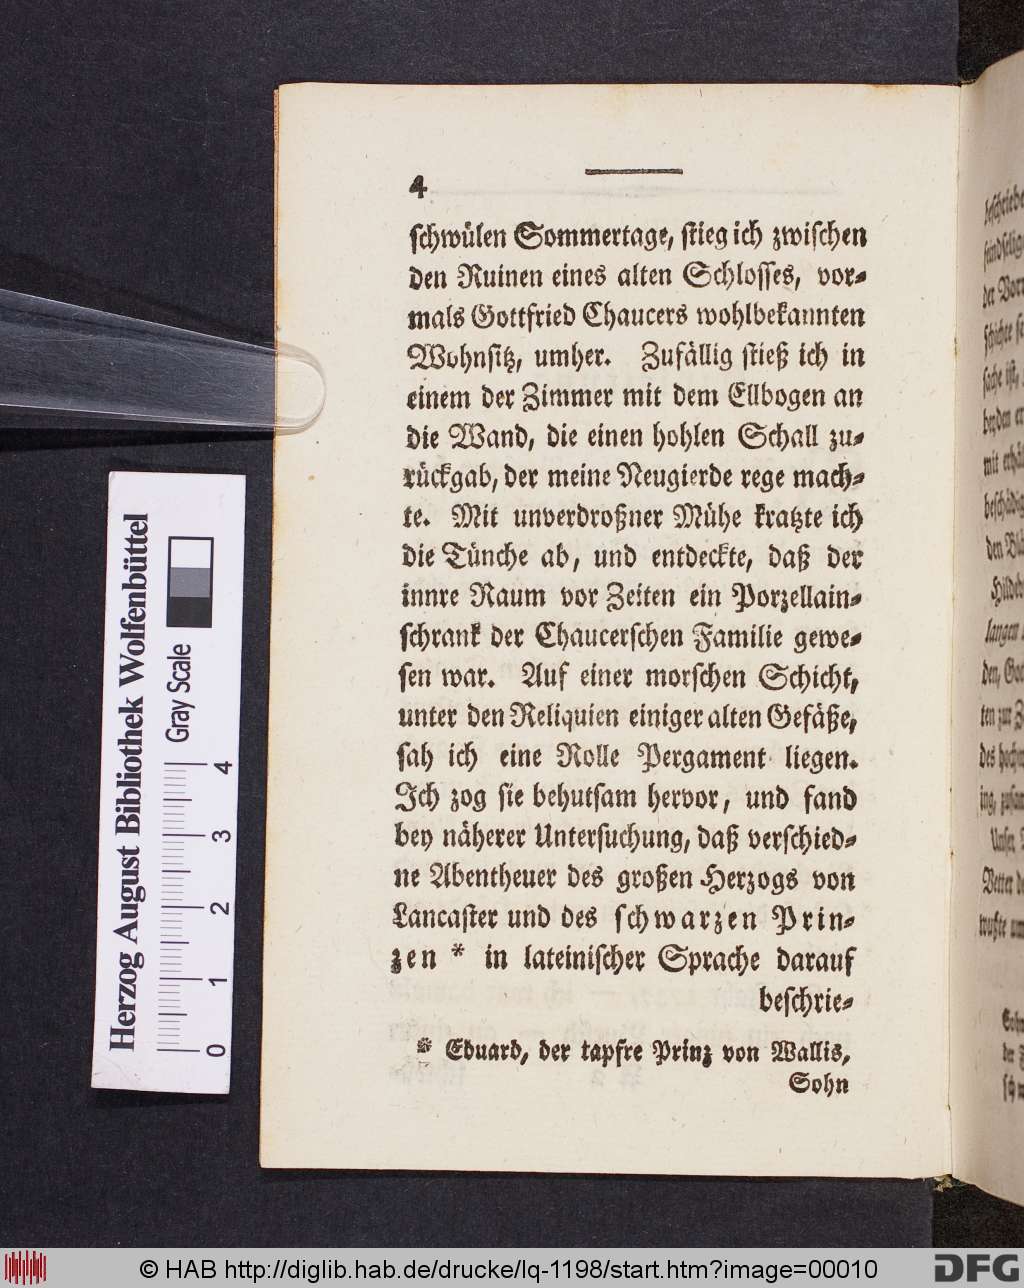 4
schwülen Sommertage, stieg ich zwischen
den Ruinen eines alten Schlosses, vor-
mals Gottfried Chaucers wohlbekannten
Wohnsitz, umher. Zufällig stieß ich in
einem der Zimmer mit dem Ellbogen an
die Wand, die einen hohlen Schall zu-
rückgab, der meine Neugierde rege mach-
te. Mit unverdroßner Mühe kratzte ich
die Tünche ab, und entdeckte, daß der
innre Raum vor Zeiten ein Porzellain-
schrank der Chaucerschen Familie gewe-
sen war. Auf einer morschen Schicht,
unter den Reliquien einiger alten Gefäße,
sah ich eine Rolle Pergament liegen.
Ich zog sie behutsam hervor, und fand
bey näherer Untersuchung, daß verschied-
ne Abentheuer des großen Herzogs von
Lancaster und des schwarzen Prin-
zen * in lateinischer Sprache darauf
beschrie-
* Eduard, der tapfre Prinz von Wallis,
Sohn
Herzog August Bibliothek Wolfenbüttel
Gray Scale
0 1 2 3 4
© HAB http://diglib.hab.de/drucke/lq-1198/start.htm?image=00010
DFG